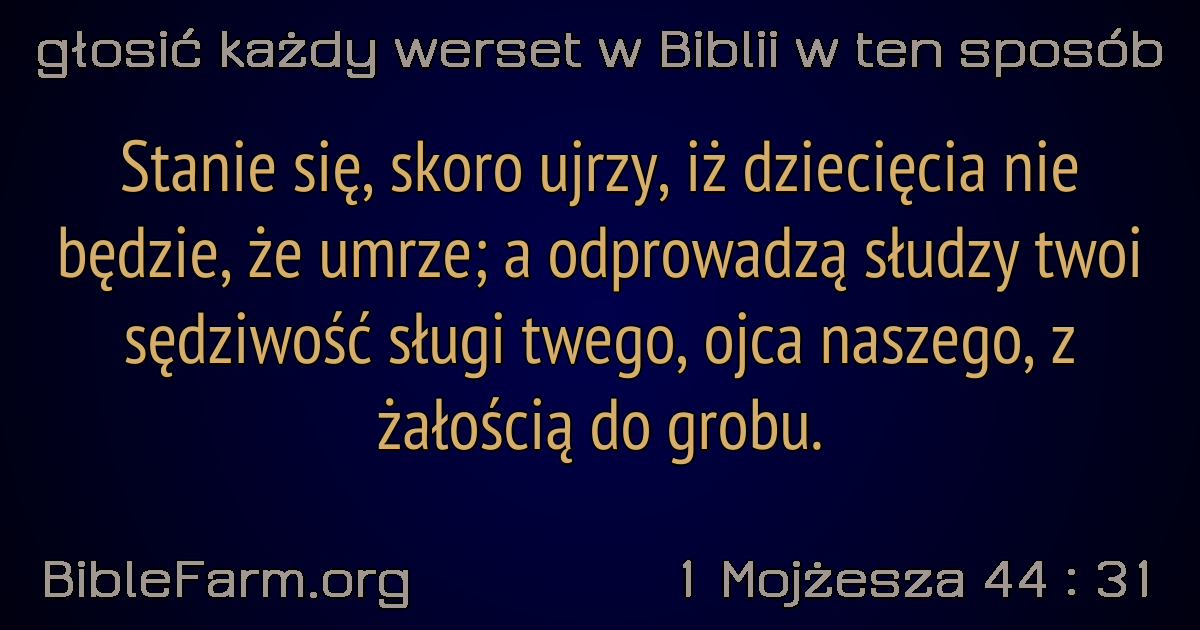 głosić każdy werset w Biblii w ten sposób
Stanie się, skoro ujrzy, iż dziecięcia nie
będzie, że umrze; a odprowadzą słudzy twoi
sędziwość sługi twego, ojca naszego, z
żałością do grobu.
BibleFarm.org
1 Mojżesza 44 : 31